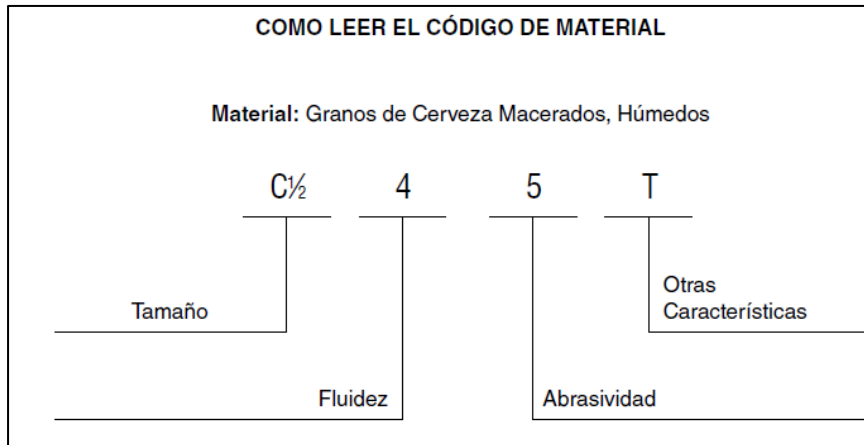 COMO LEER EL CÓDIGO DE MATERIAL
Material: Granos de Cerveza Macerados, Húmedos
C½ 4 5 T
Tamaño
Otras
Características
Fluidez
Abrasividad